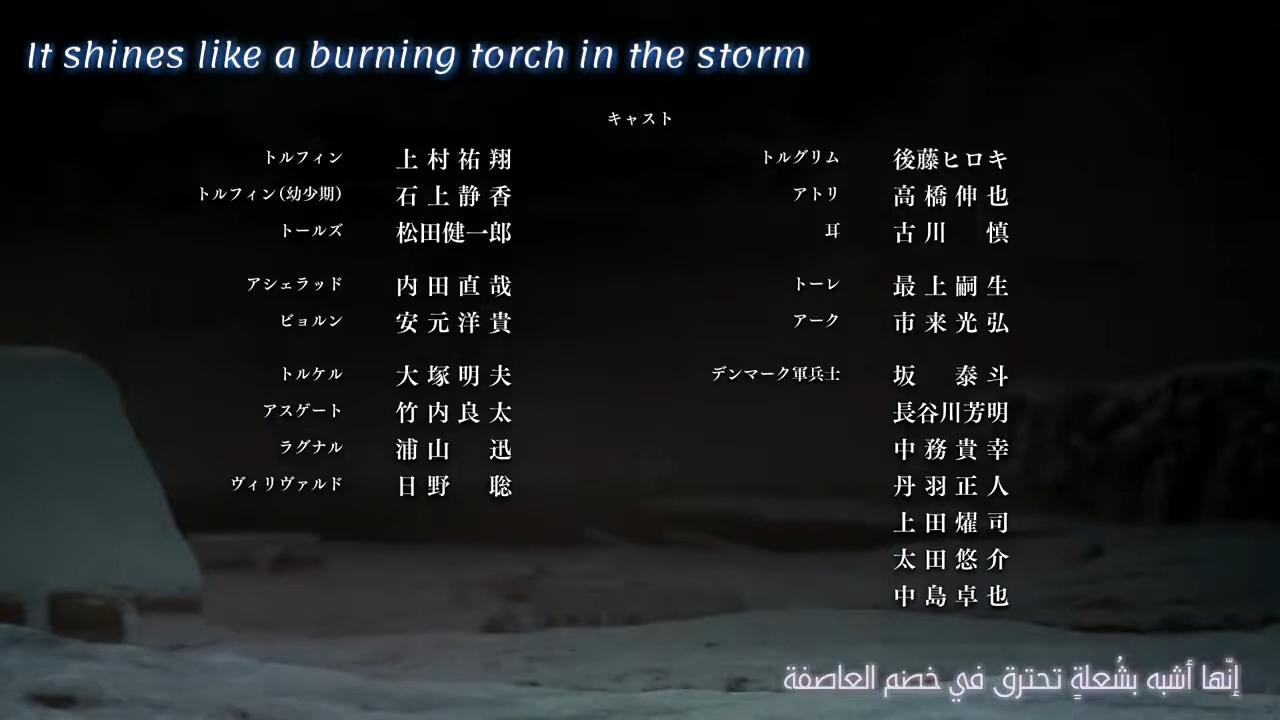 It shines like a burning torch in the storm
キャスト
トルフィン 上村祐翔
トルフィン(幼少期) 石上静香
トールズ 松田健一郎
アシェラッド 内田直哉
ビョルン 安元洋貴
トルケル 大塚明夫
アスゲート 竹内良太
ラグナル 浦山 迅
ヴィリヴァルド 日野 聡
トルグリム 後藤ヒロキ
アトリ 高橋伸也
耳 古川 慎
トーレ 最上嗣生
アーク 市来光弘
デンマーク軍兵士 坂 泰斗
長谷川芳明
中務貴幸
丹羽正人
上田燿司
太田悠介
中島卓也
إنّها أشبه بشُعلةٍ تحترق في خضم العاصفة